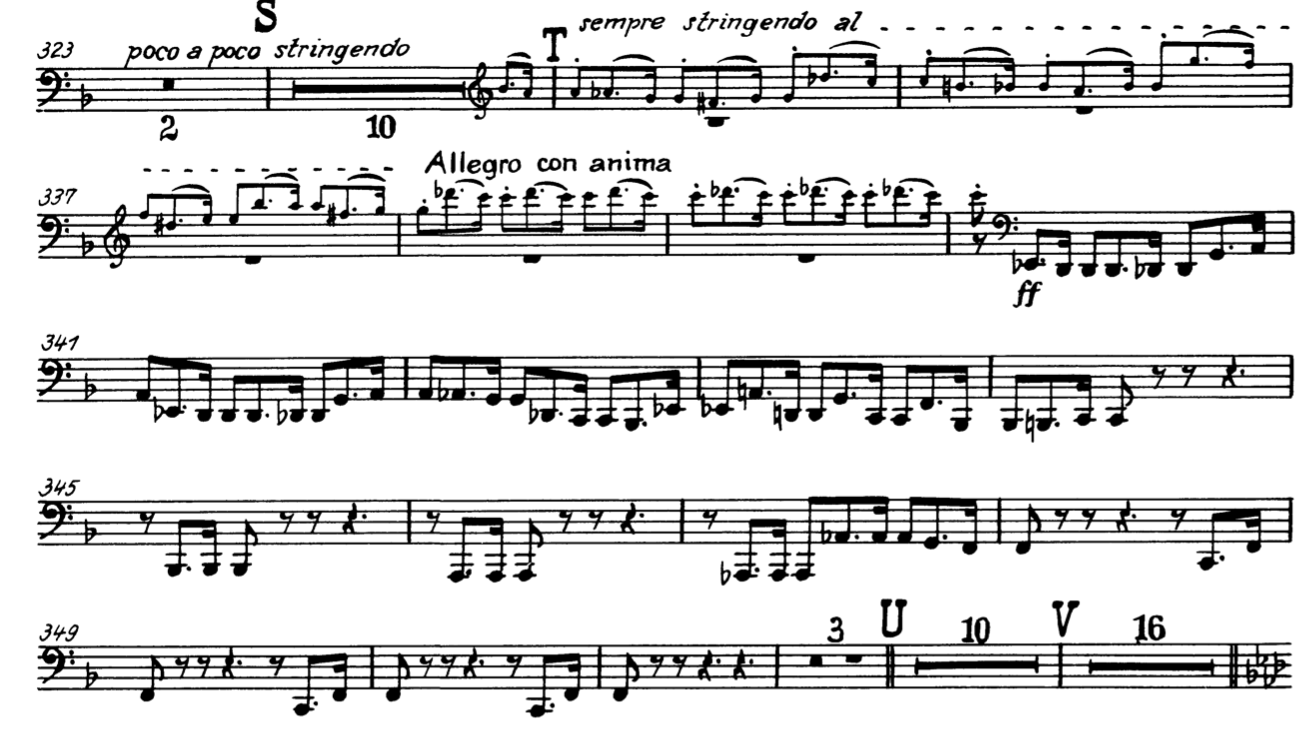 S
323 poco a poco stringendo T sempre stringendo al
2 10
337 Allegro con anima
ff
341
345
349 3 U 10 V 16